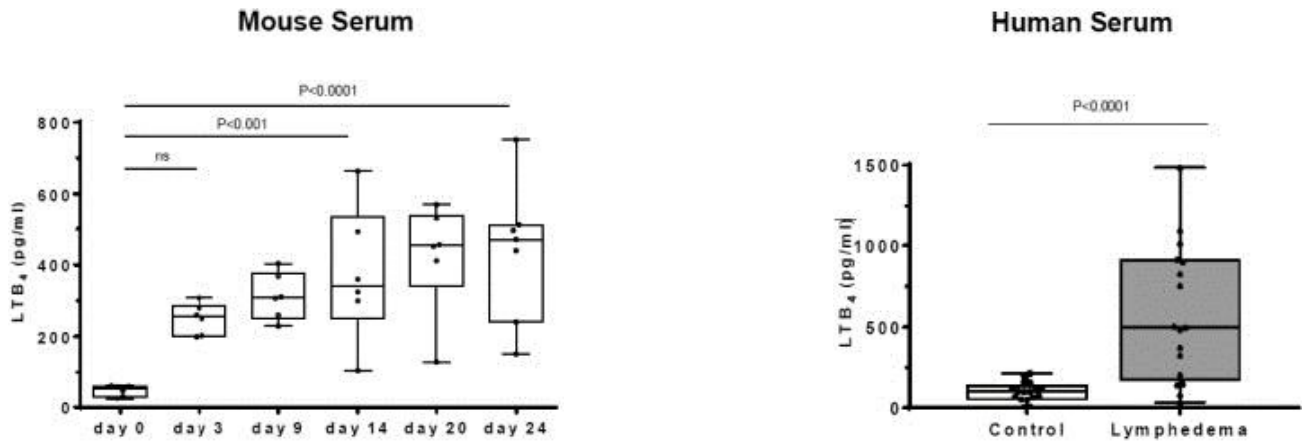 Mouse Serum
P<0.0001
P<0.001
ns
LTB4 (pg/ml)
800
600
400
200
0
day 0 day 3 day 9 day 14 day 20 day 24
Human Serum
P<0.0001
LTB4 (pg/ml)
1500
1000
500
0
Control Lymphedema